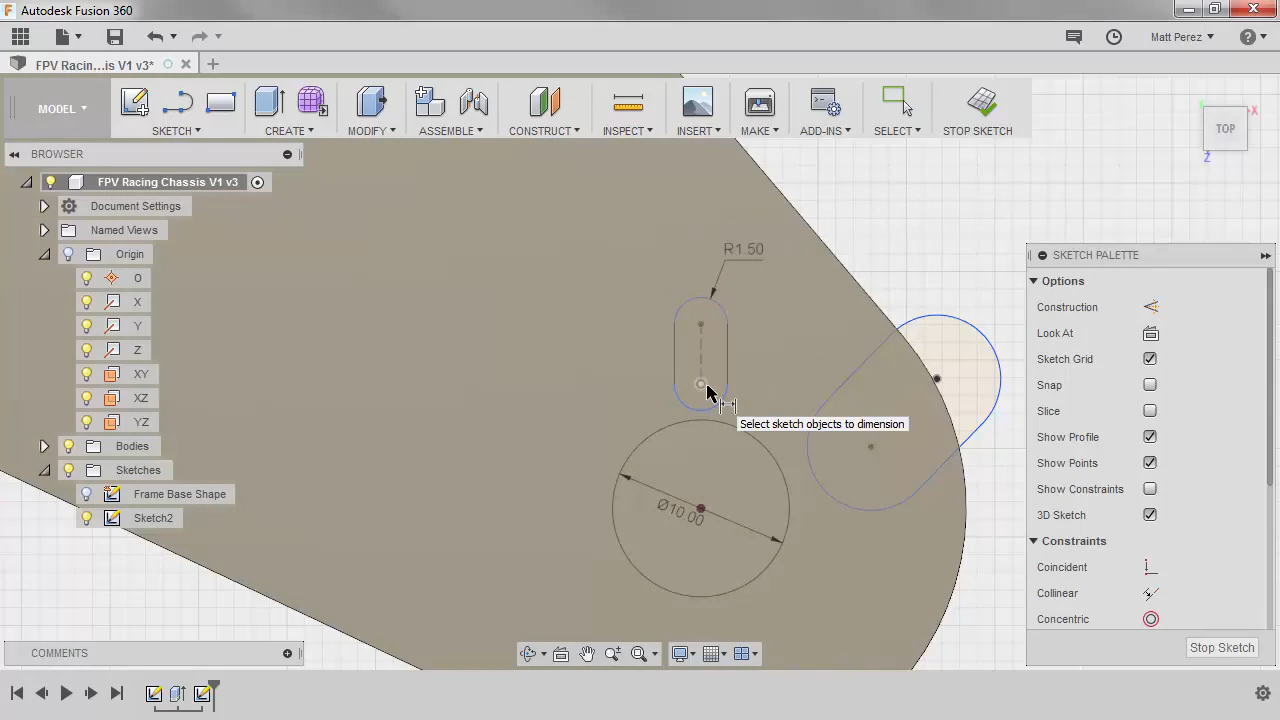 Autodesk Fusion 360
Matt Perez
FPV Racin...is V1 v3*
MODEL
SKETCH
CREATE
MODIFY
ASSEMBLE
CONSTRUCT
INSPECT
INSERT
MAKE
ADD-INS
SELECT
STOP SKETCH
TOP
X
Z
BROWSER
FPV Racing Chassis V1 v3
Document Settings
Named Views
Origin
O
X
Y
Z
XY
XZ
YZ
Bodies
Sketches
Frame Base Shape
Sketch2
R1.50
Select sketch objects to dimension
Ø10.00
SKETCH PALETTE
Options
Construction
Look At
Sketch Grid
Snap
Slice
Show Profile
Show Points
Show Constraints
3D Sketch
Constraints
Coincident
Collinear
Concentric
Stop Sketch
COMMENTS